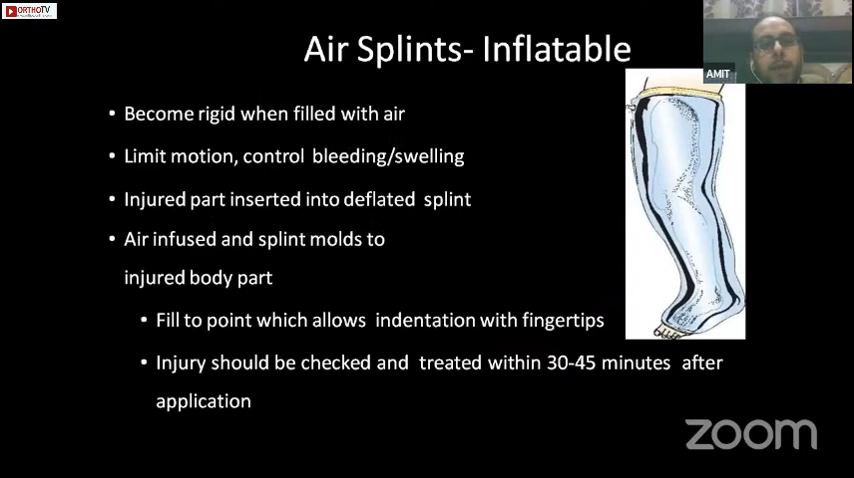 ORTHOTV
Air Splints- Inflatable
AMIT
• Become rigid when filled with air
• Limit motion, control bleeding/swelling
• Injured part inserted into deflated splint
• Air infused and splint molds to
injured body part
• Fill to point which allows indentation with fingertips
• Injury should be checked and treated within 30-45 minutes after
application
zoom